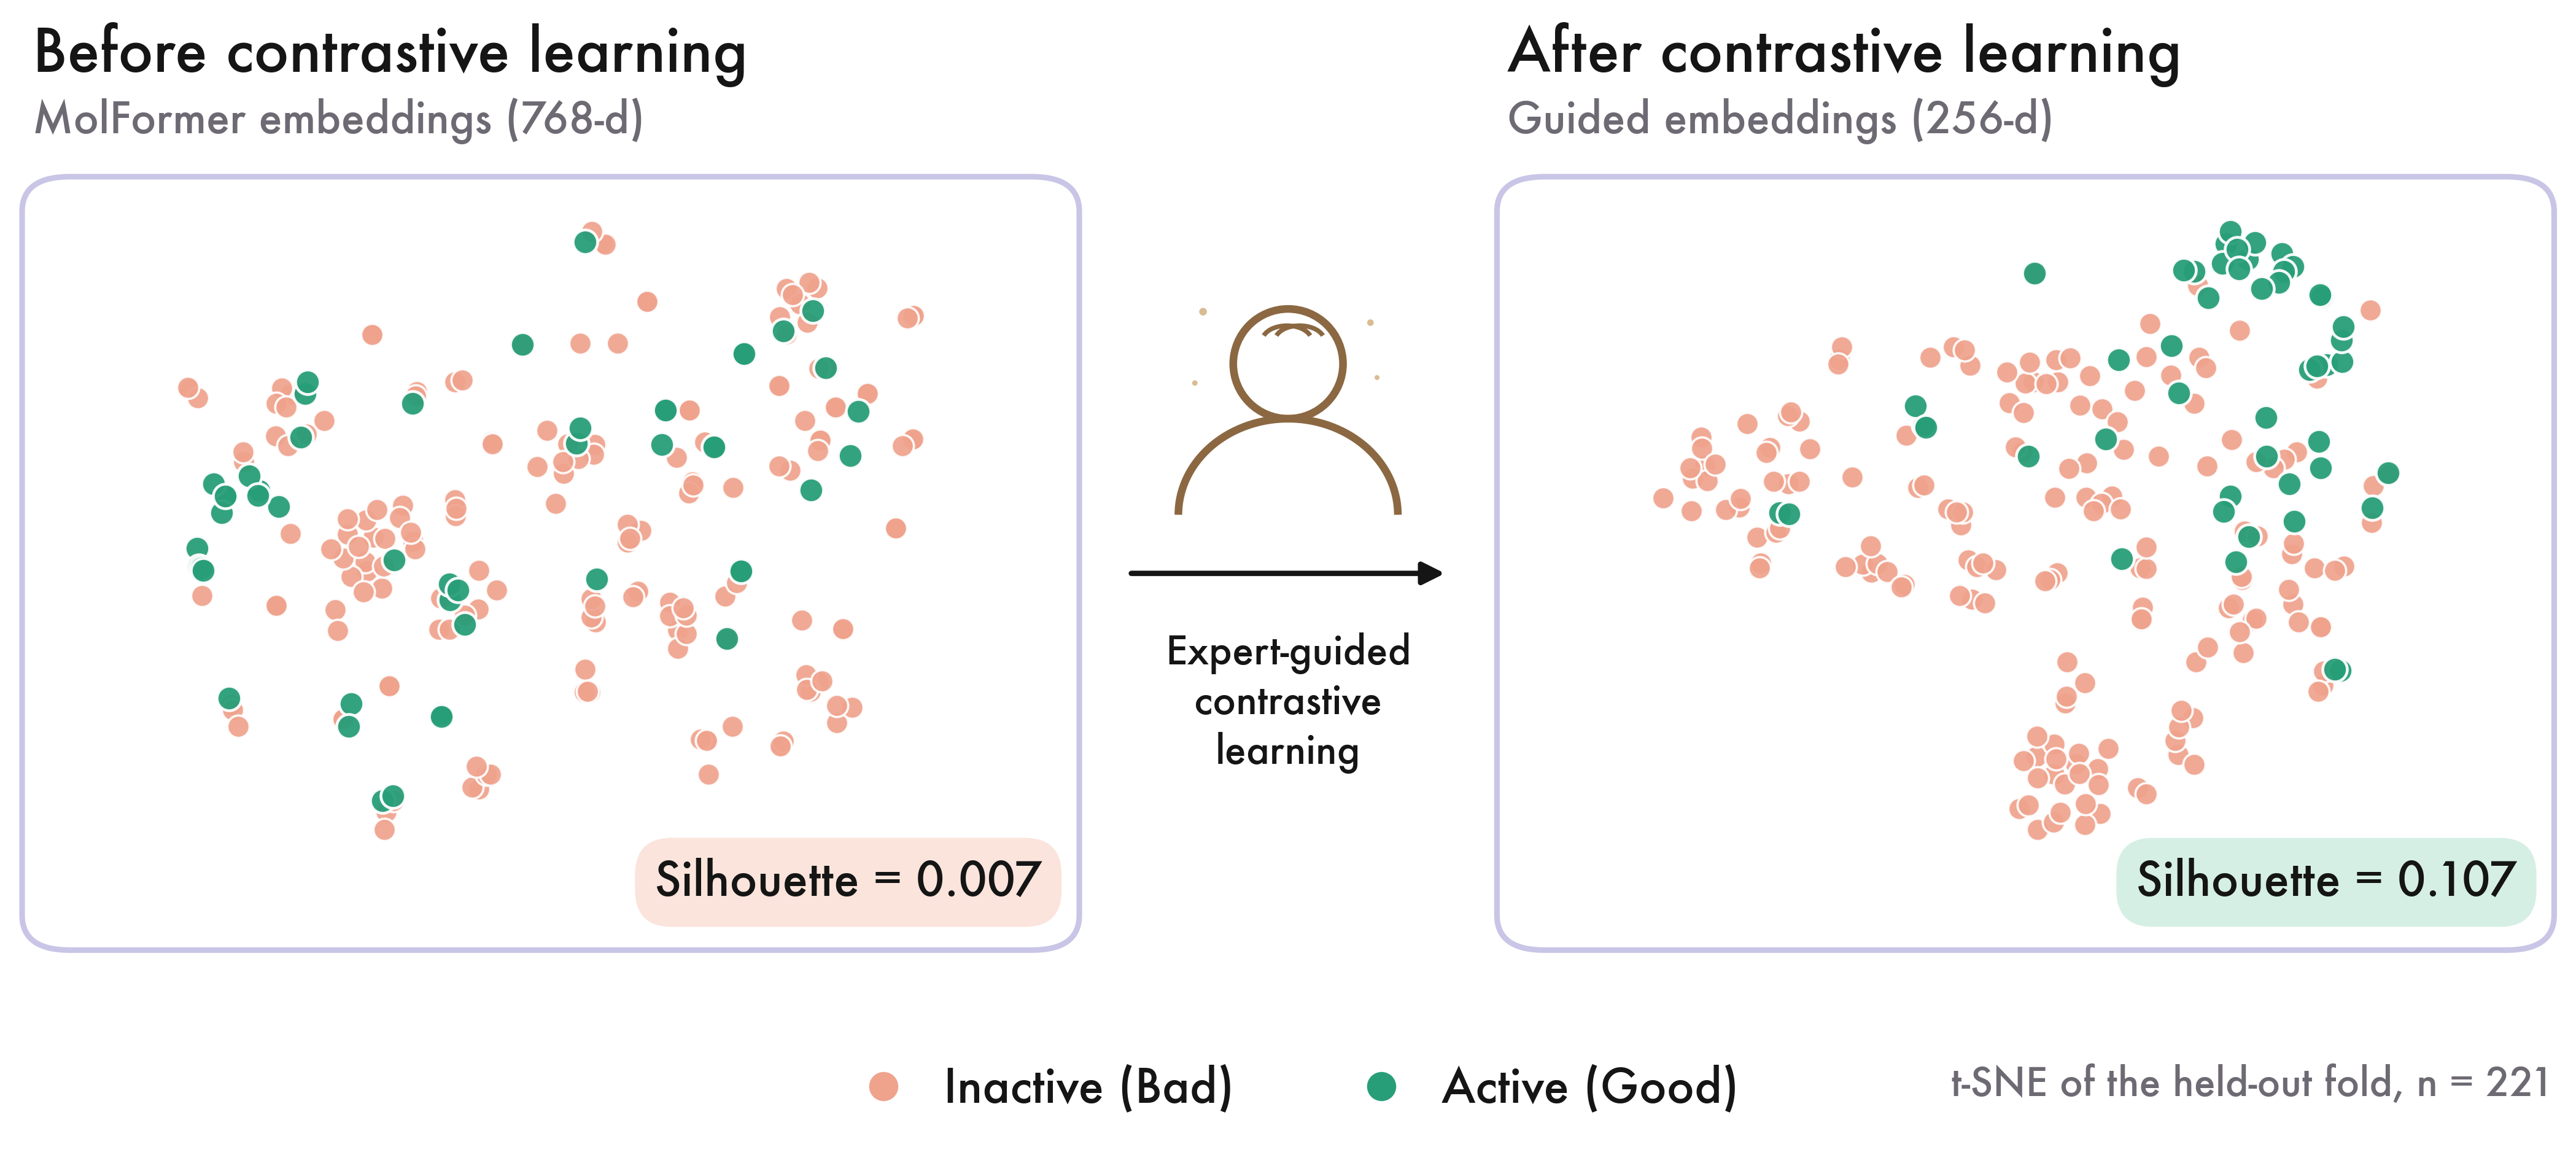 Before contrastive learning
MolFormer embeddings (768-d)
After contrastive learning
Guided embeddings (256-d)
Expert-guided
contrastive
learning
Silhouette = 0.007
Silhouette = 0.107
Inactive (Bad)
Active (Good)
t-SNE of the held-out fold, n = 221